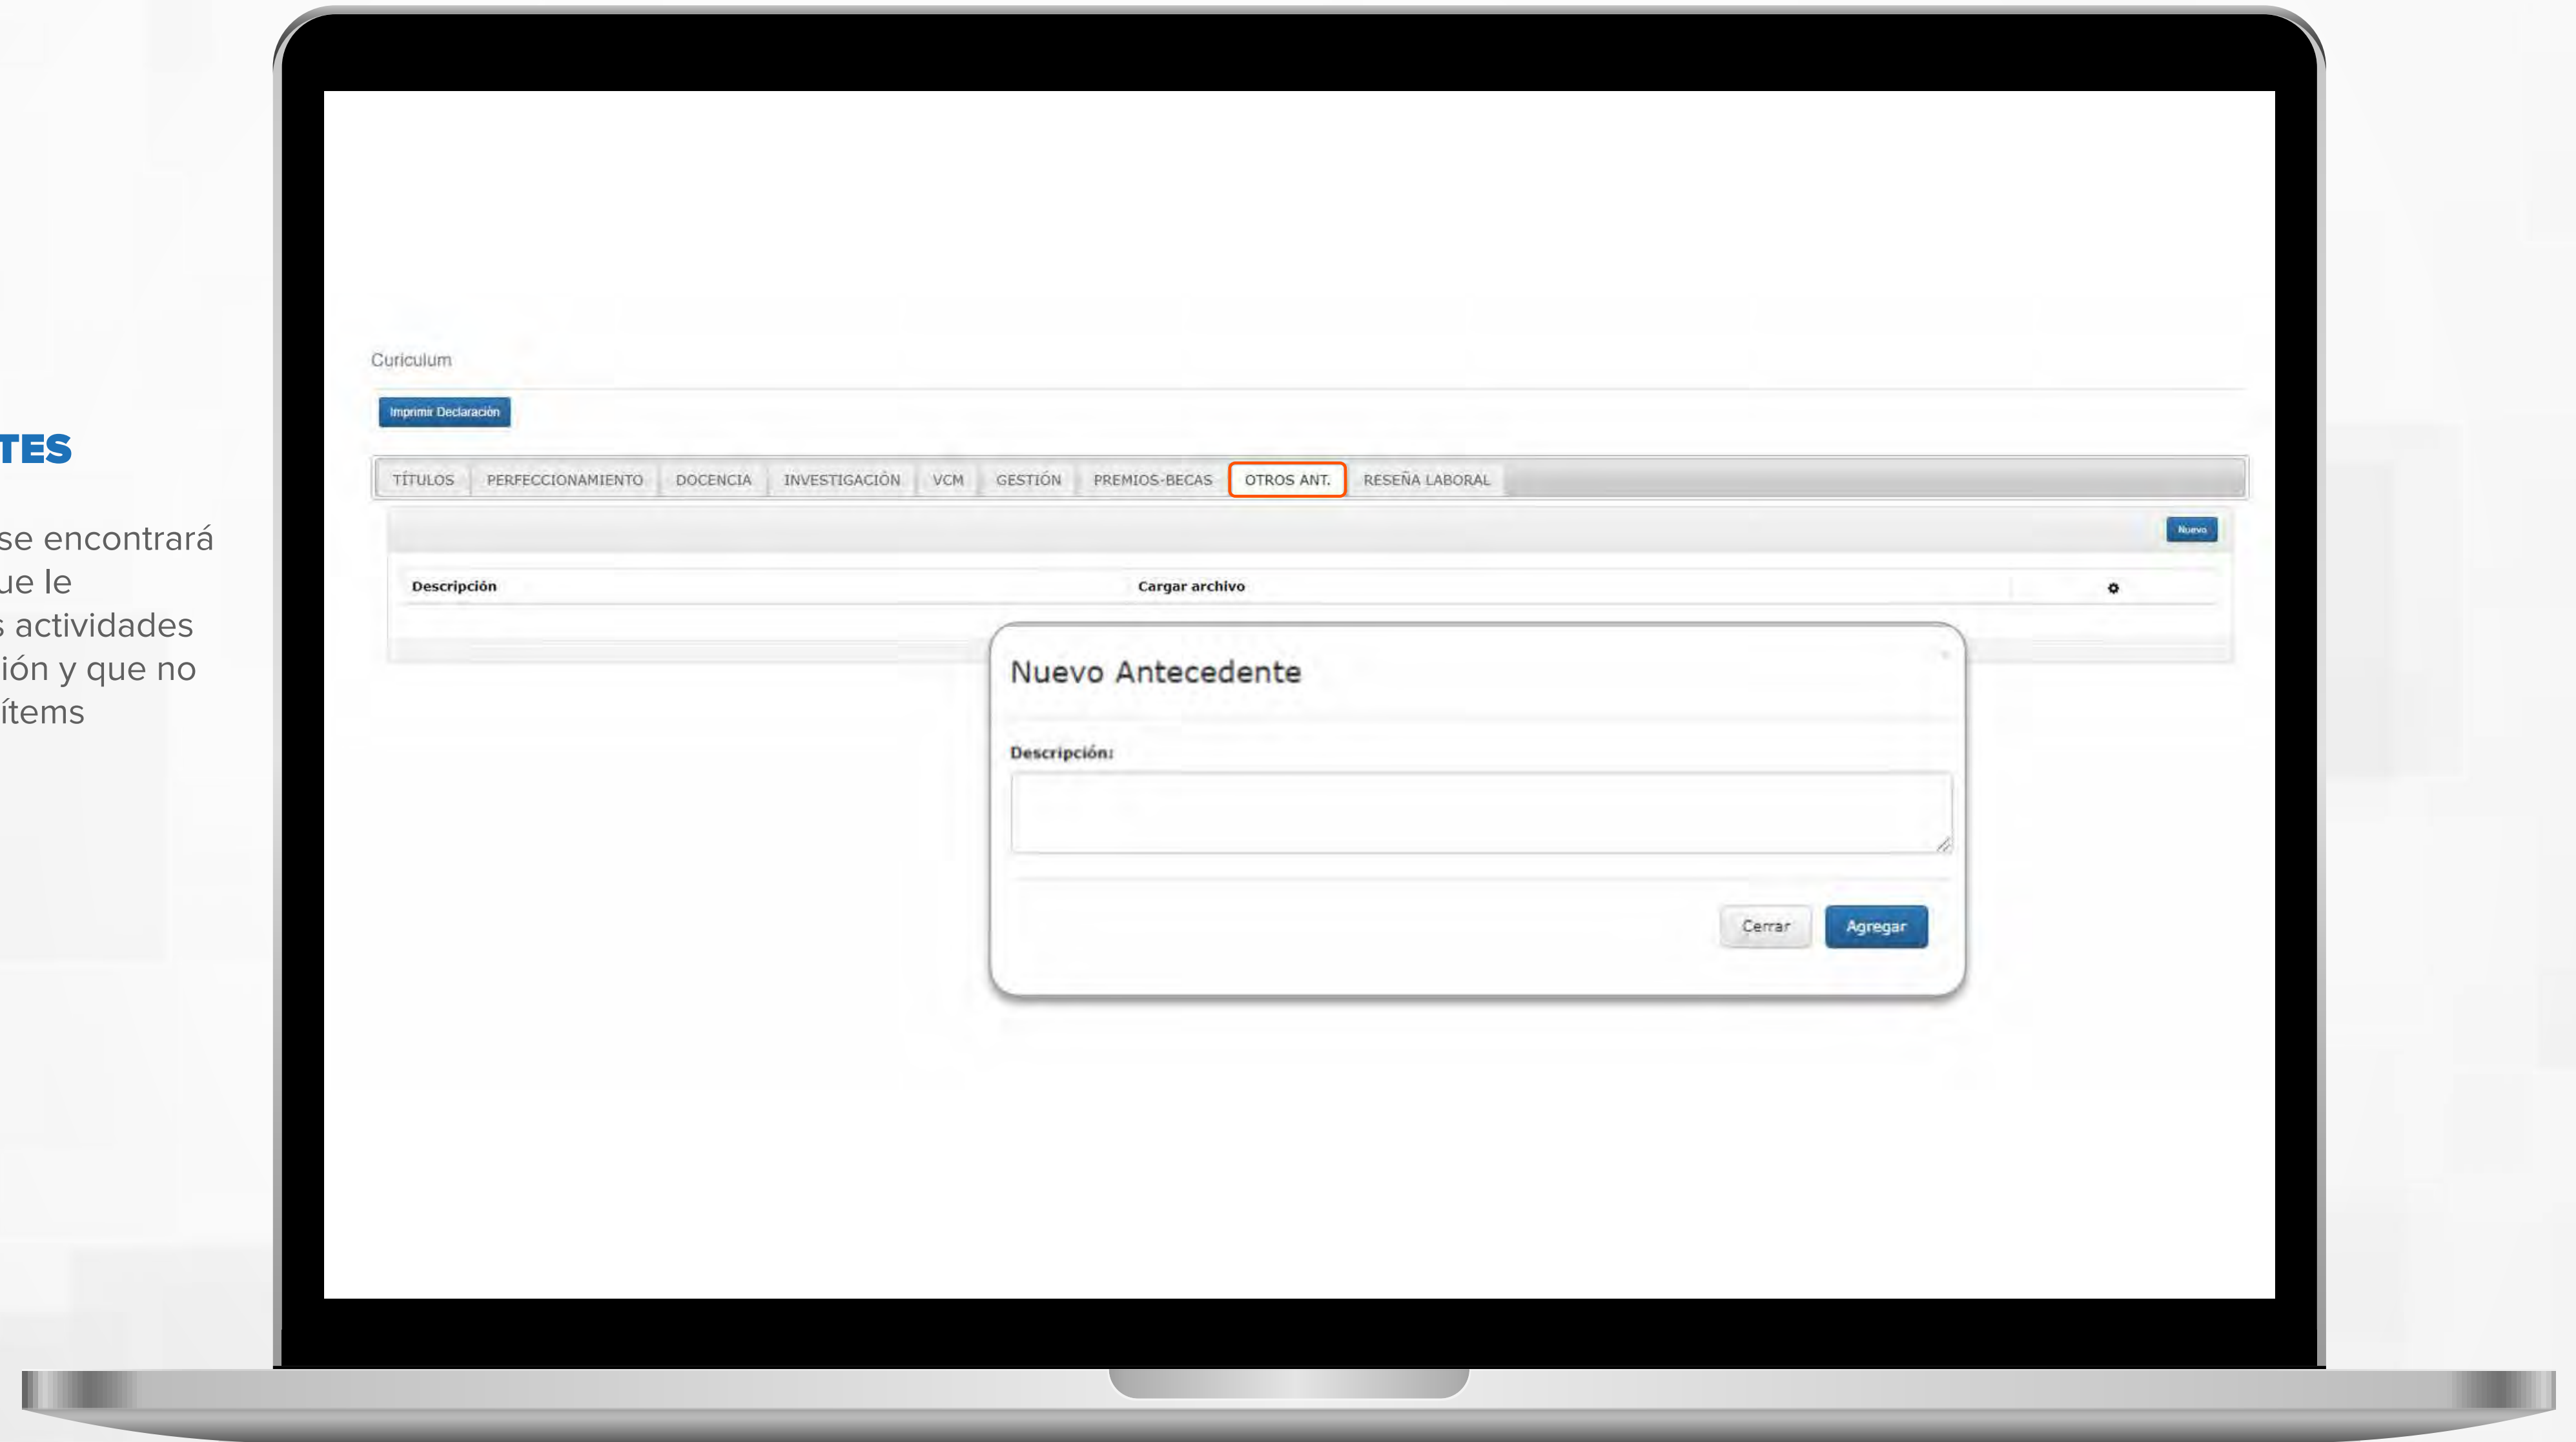 TES
se encontrará
ue le
s actividades
ión y que no
ítems
Curiculum
Imprimir Declaración
TÍTULOS PERFECCIONAMIENTO DOCENCIA INVESTIGACIÓN VCM GESTIÓN PREMIOS-BECAS OTROS ANT. RESEÑA LABORAL
Nuevo
Descripción Cargar archivo
Nuevo Antecedente
Descripción:
Cerrar Agregar